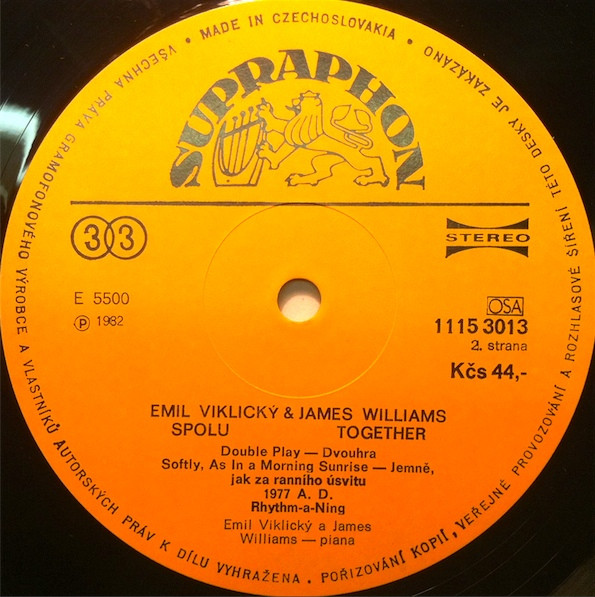 VŠECHNA PRÁVA GRAMOFONOVÉHO VÝROBCE A VLASTNÍKŮ AUTORSKÝCH PRÁV K DÍLU VYHRAŽENA. POŘIZOVÁNÍ KOPIÍ, VEŘEJNÉ PROVOZOVÁNÍ A ROZHLASOVÉ ŠÍŘENÍ TÉTO DESKY JE ZAKÁZÁNO • MADE IN CZECHOSLOVAKIA •
SUPRAPHON
33
STEREO
E 5500
Ⓟ 1982
OSA
1115 3013
2. strana
Kčs 44,-
EMIL VIKLICKÝ & JAMES WILLIAMS
SPOLU TOGETHER
Double Play — Dvouhra
Softly, As In a Morning Sunrise — Jemně,
jak za ranního úsvitu
1977 A. D.
Rhythm-a-Ning
Emil Viklický a James
Williams — piana